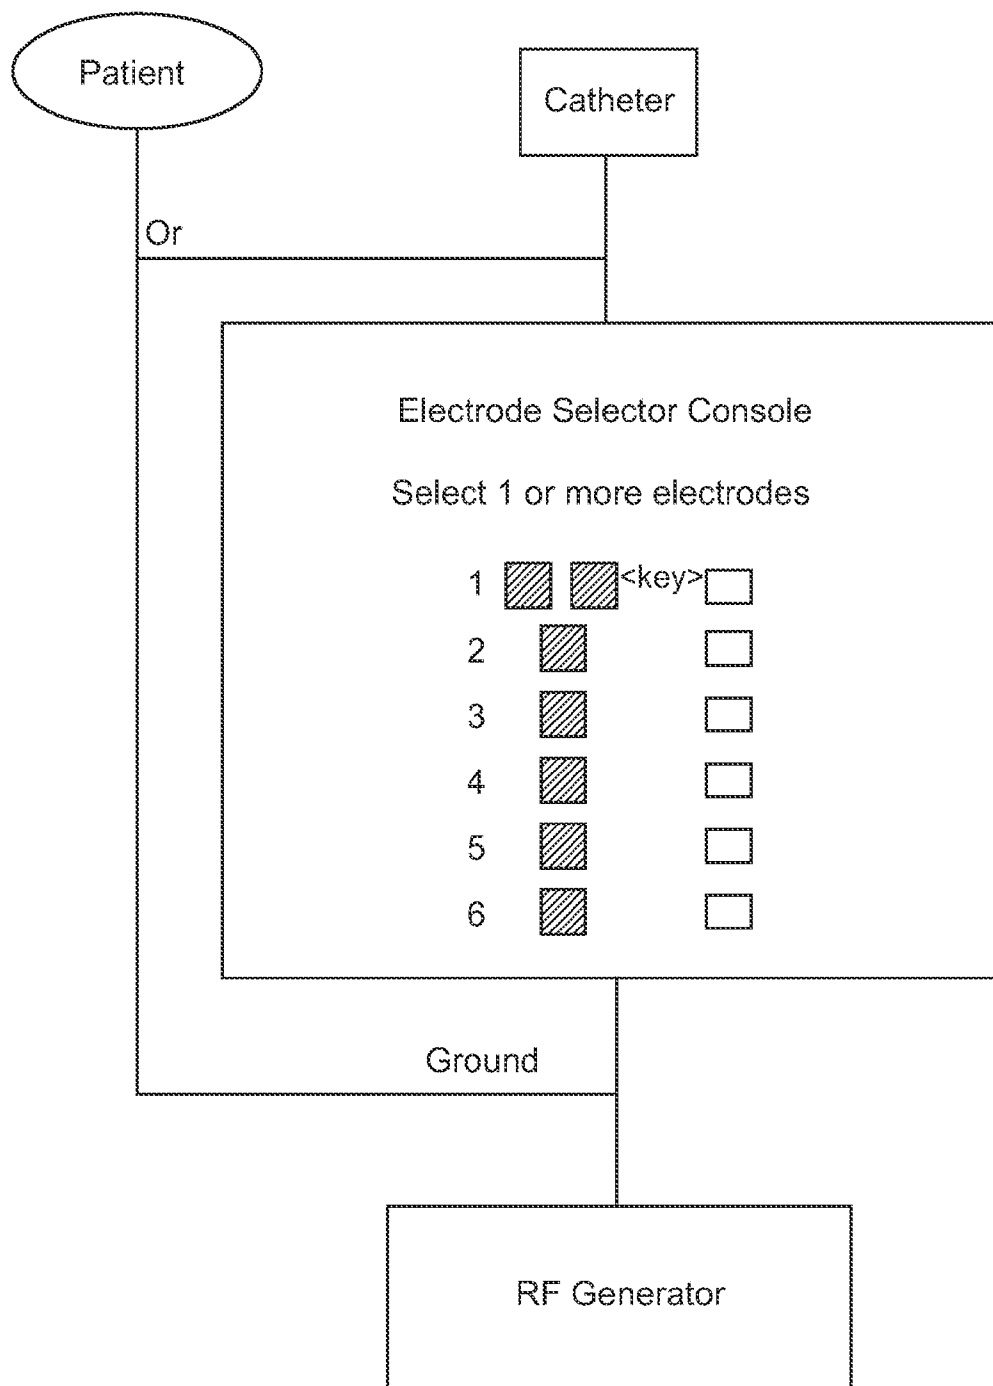 Patient
Catheter
Or
Electrode Selector Console
Select 1 or more electrodes
1 <key>
2
3
4
5
6
Ground
RF Generator